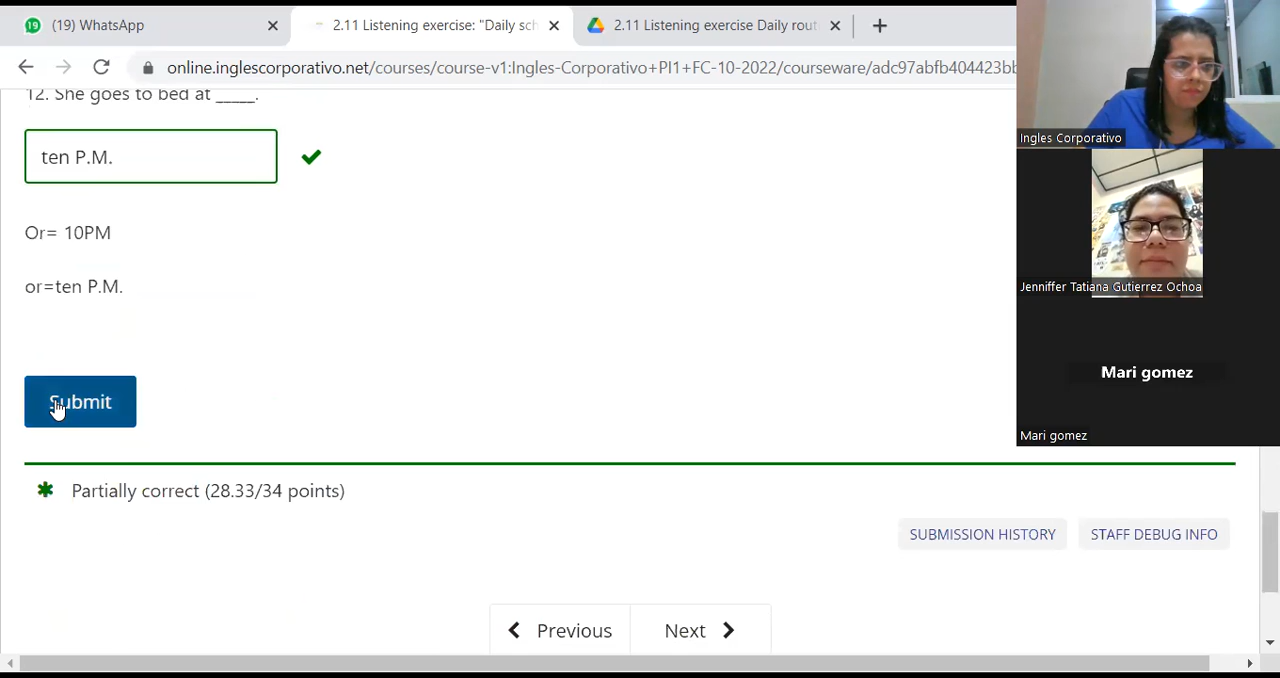 19
(19) WhatsApp
2.11 Listening exercise: "Daily sch
2.11 Listening exercise Daily rout
online.inglescorporativo.net/courses/course-v1:Ingles-Corporativo+PI1+FC-10-2022/courseware/adc97abfb404423bb
12. She goes to bed at _____.
ten P.M.
Or= 10PM
or=ten P.M.
Submit
Partially correct (28.33/34 points)
SUBMISSION HISTORY
STAFF DEBUG INFO
Previous
Next
Ingles Corporativo
Jenniffer Tatiana Gutierrez Ochoa
Mari gomez
Mari gomez